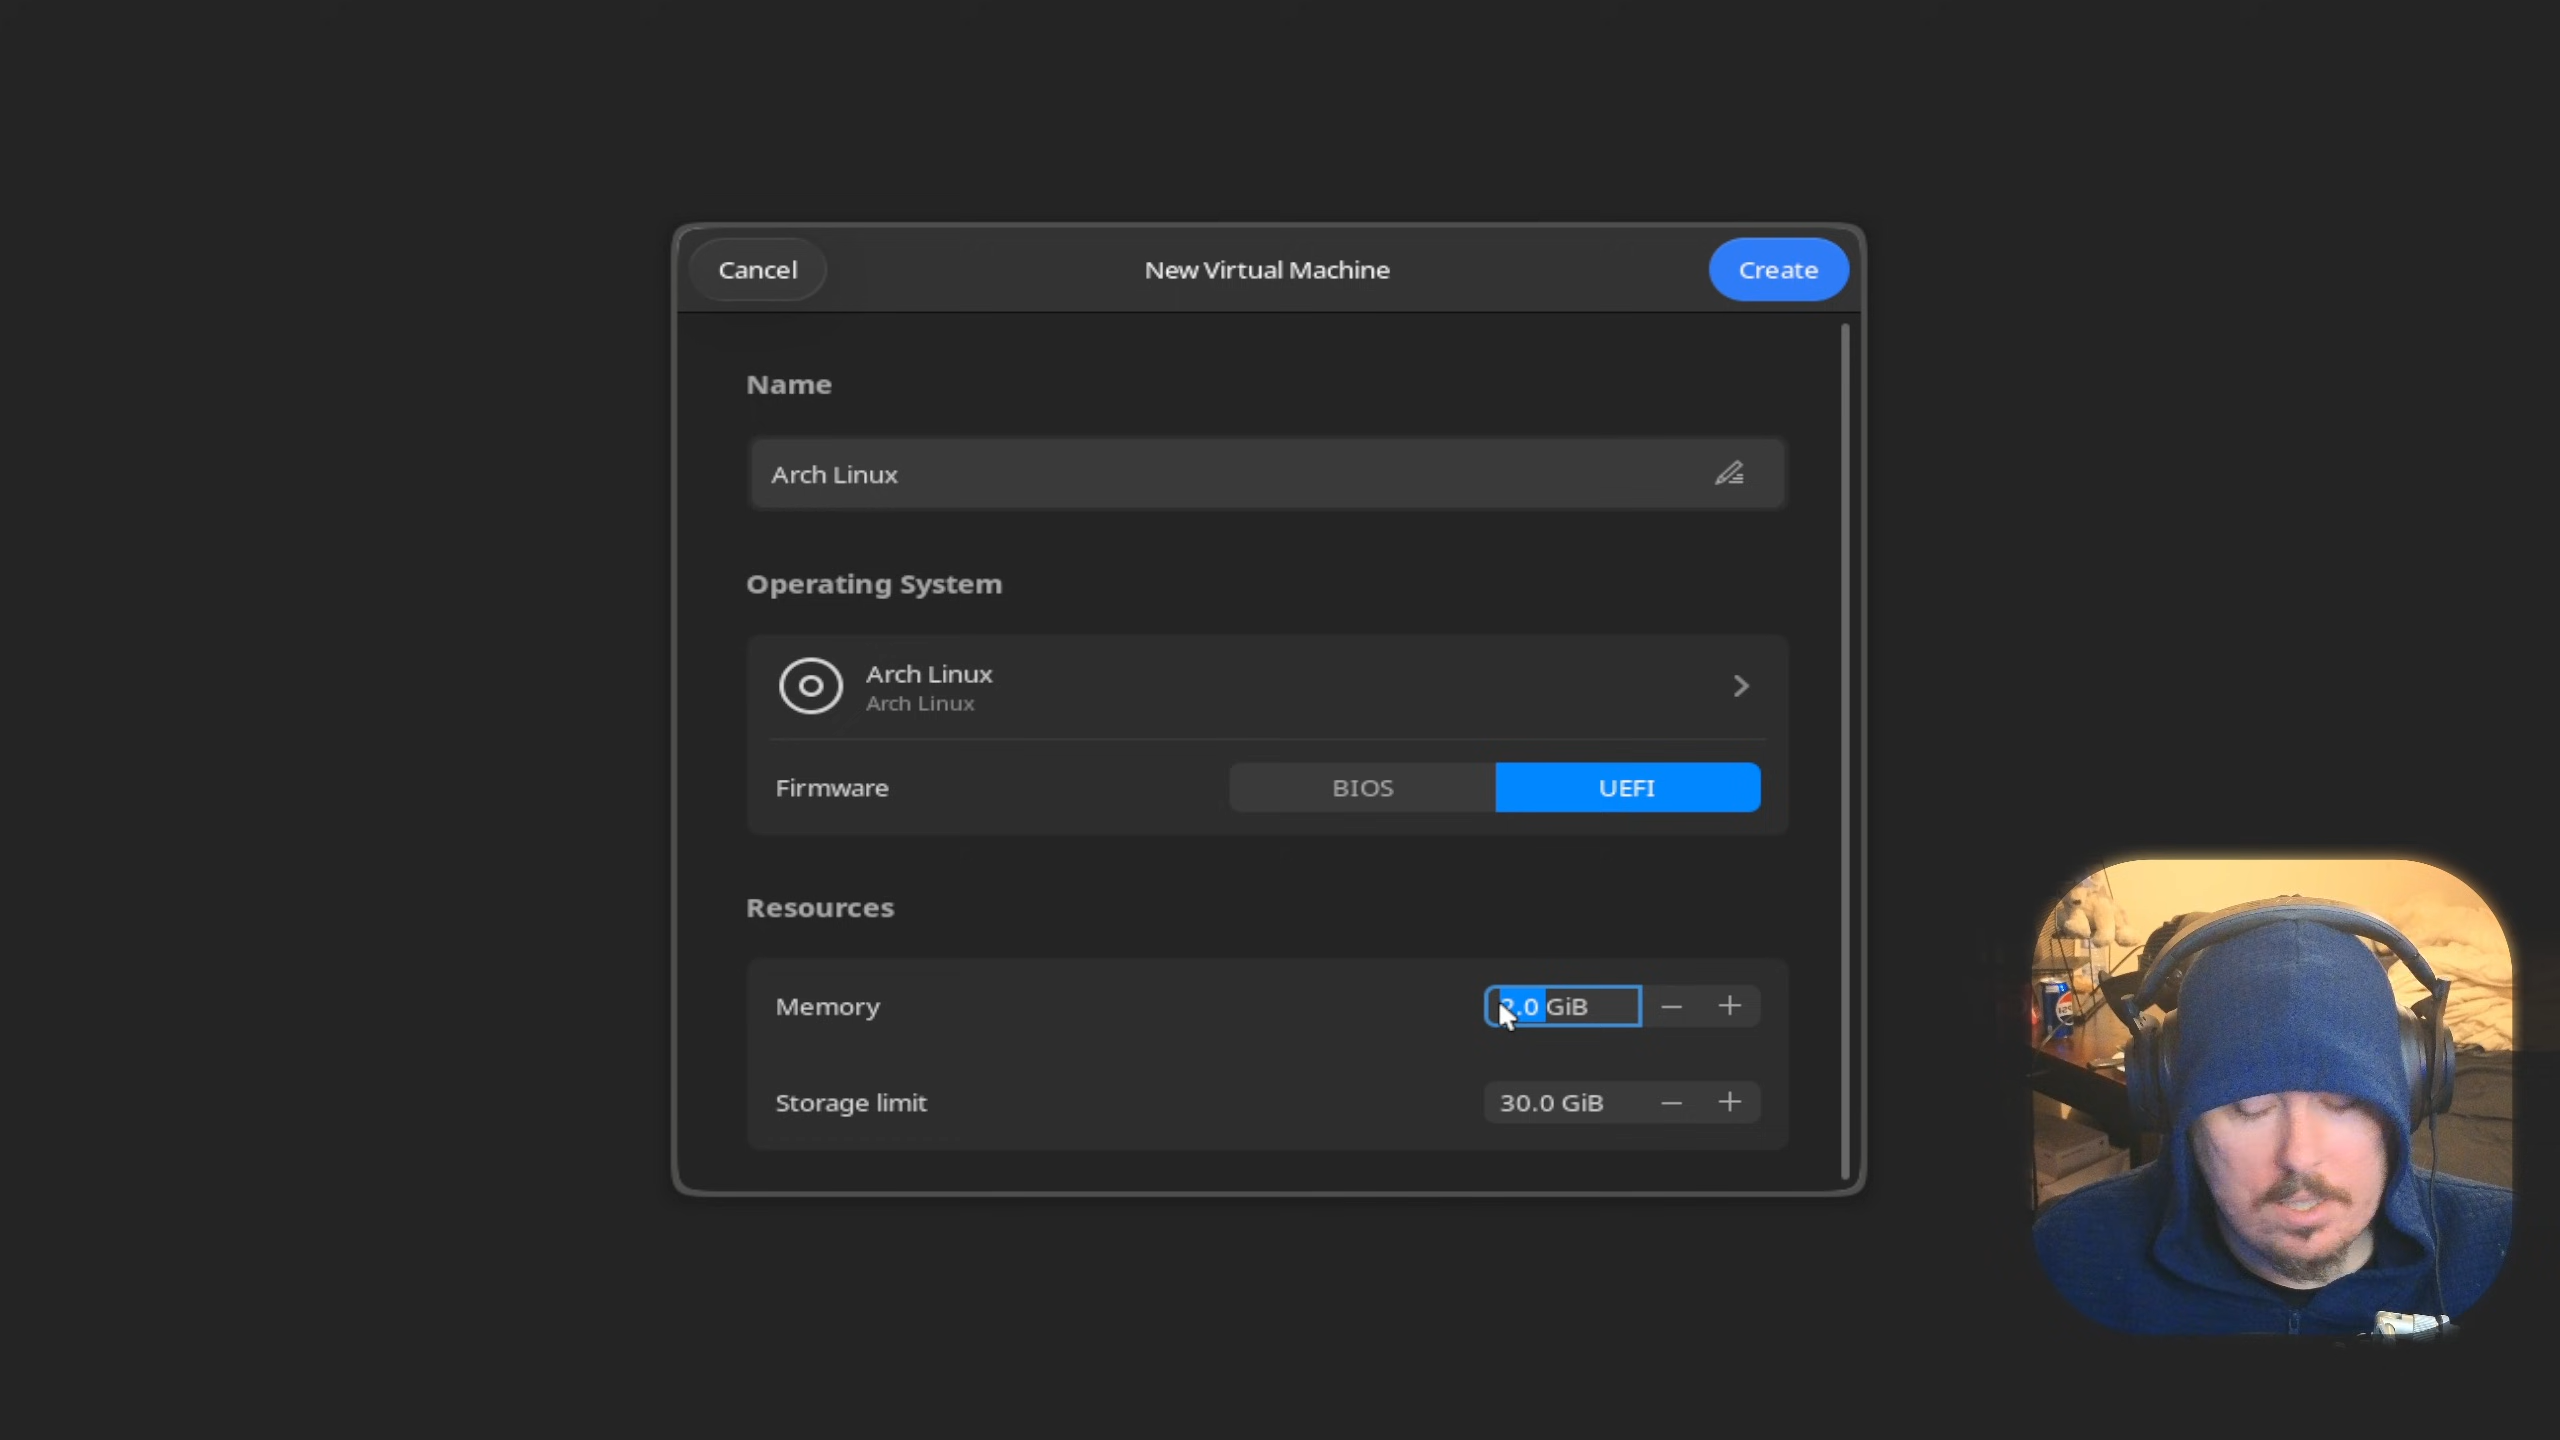 Cancel
New Virtual Machine
Create
Name
Arch Linux
Operating System
Arch Linux
Arch Linux
Firmware
BIOS
UEFI
Resources
Memory
GiB
Storage limit
30.0 GiB